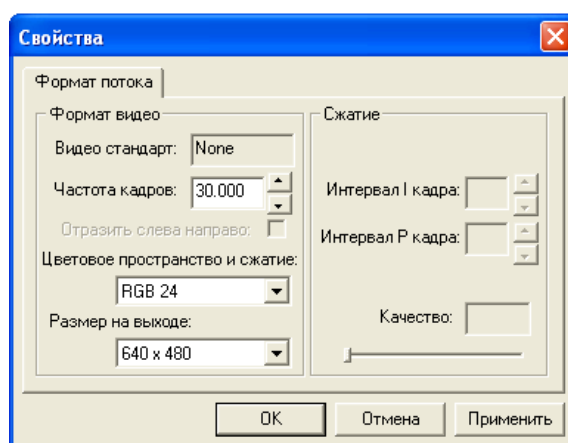 Свойства
Формат потока
Формат видео
Видео стандарт: None
Частота кадров: 30.000
Отразить слева направо:
Цветовое пространство и сжатие:
RGB 24
Размер на выходе:
640 x 480
Сжатие
Интервал I кадра:
Интервал P кадра:
Качество:
OK
Отмена
Применить